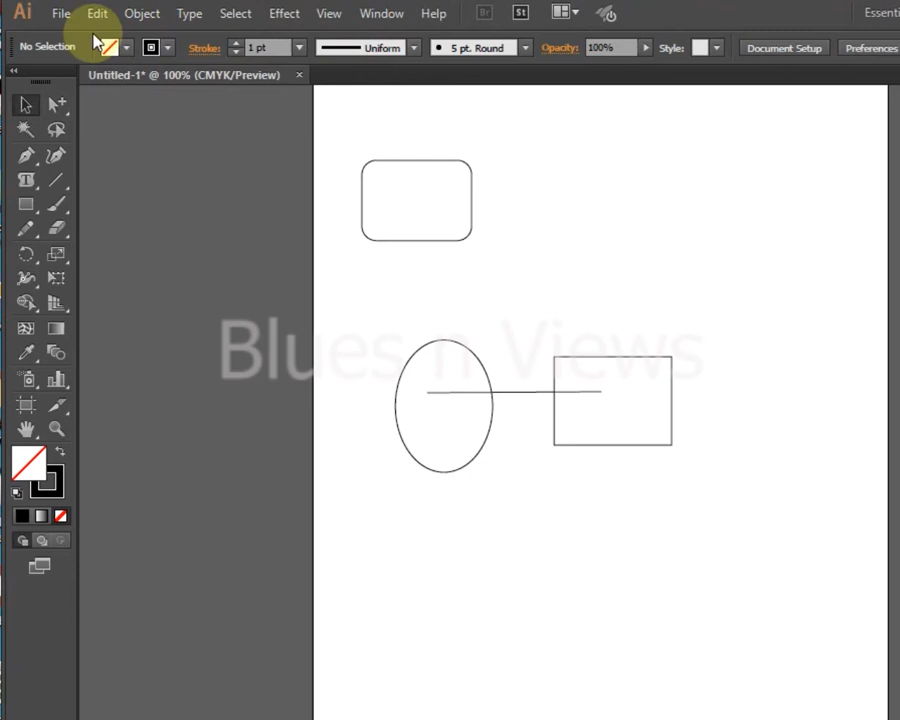 Ai File Edit Object Type Select Effect View Window Help Br St Essenti
No Selection Stroke: 1 pt Uniform 5 pt. Round Opacity: 100% Style: Document Setup Preferences
Untitled-1* @ 100% (CMYK/Preview) ×
T
Blues n Views